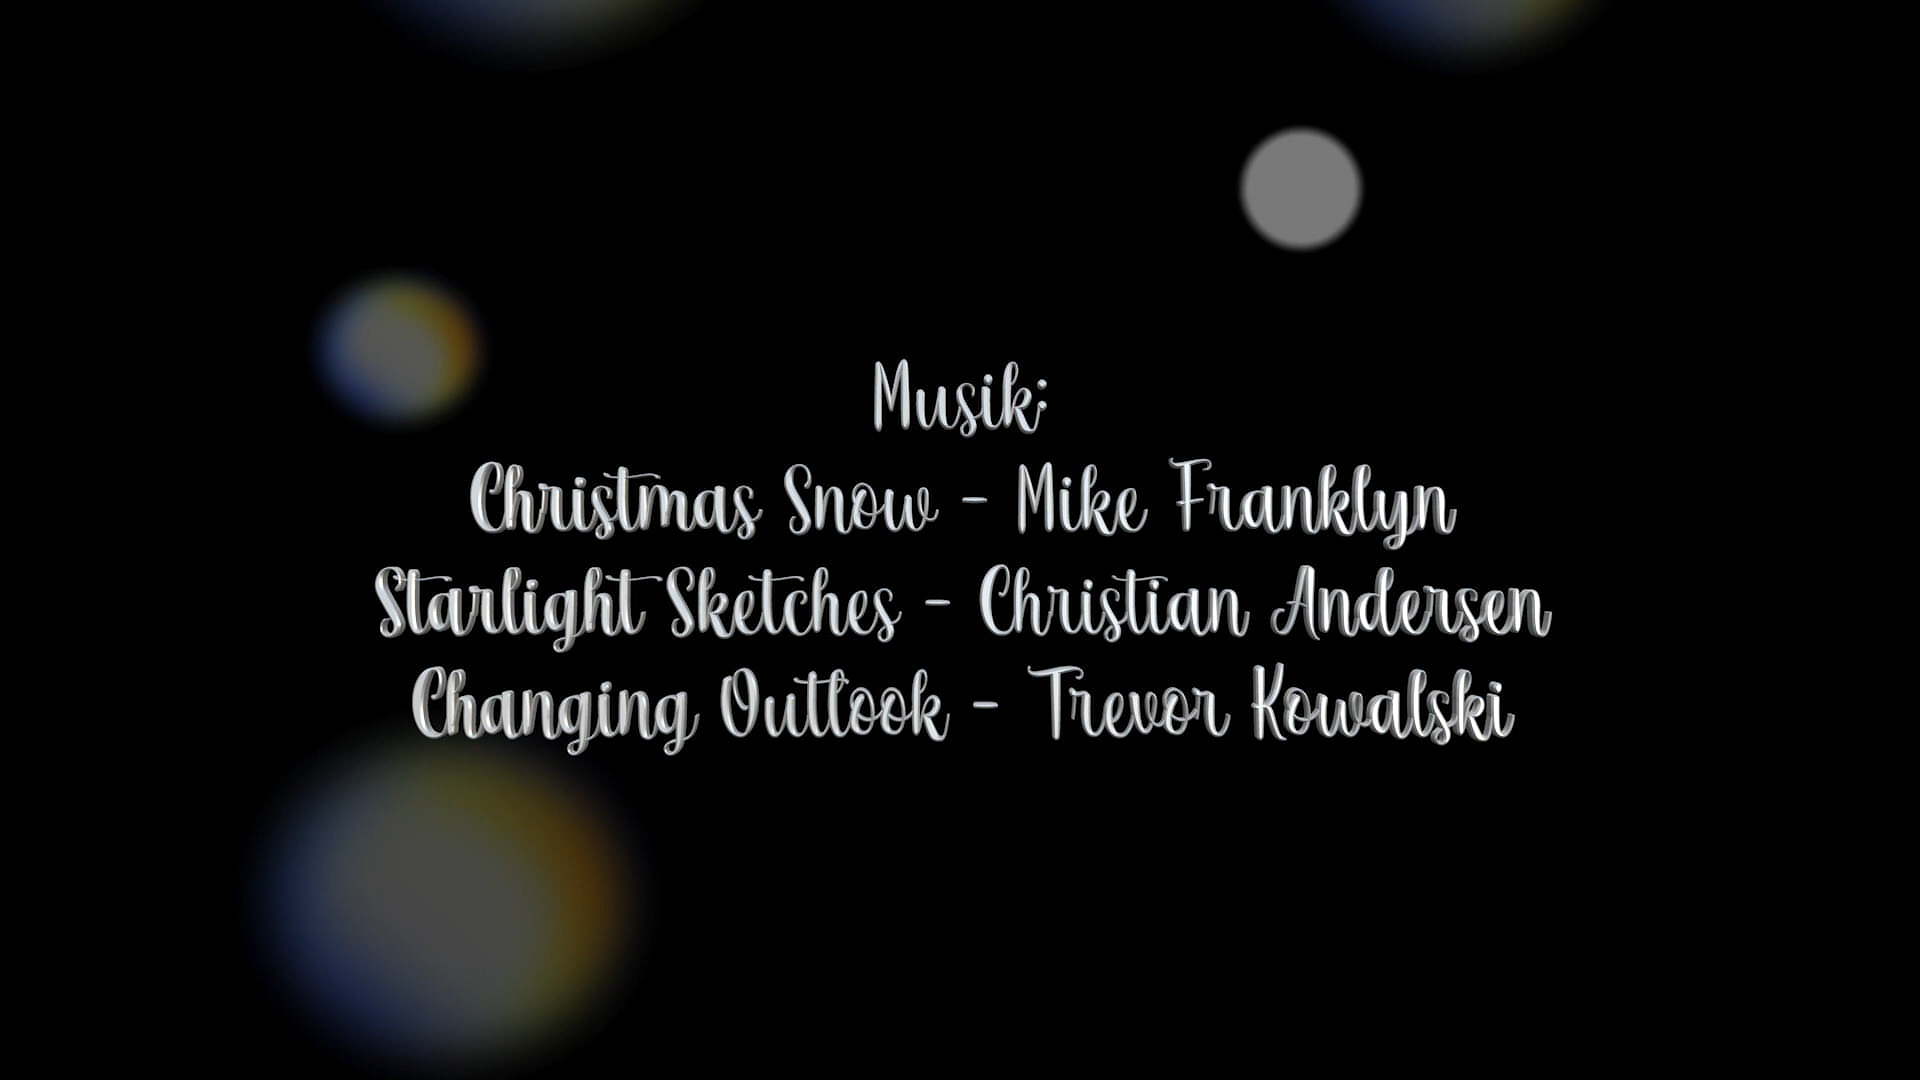 Musik:
Christmas Snow - Mike Franklyn
Starlight Sketches - Christian Andersen
Changing Outlook - Trevor Kowalski